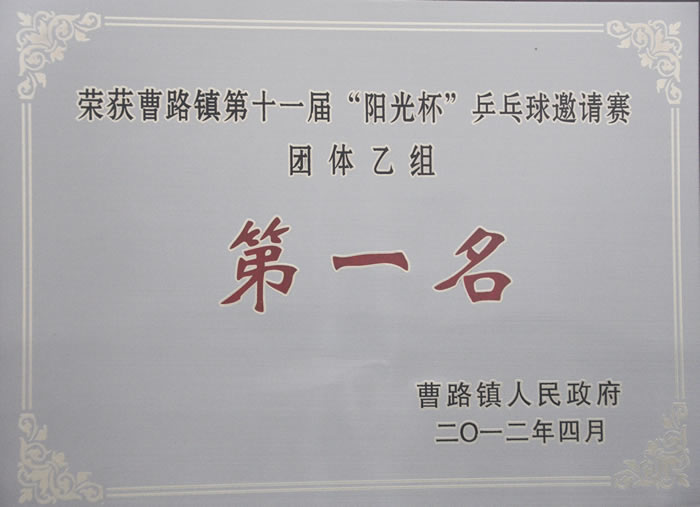 荣获曹路镇第十一届“阳光杯”乒乓球邀请赛
团体乙组
第一名
曹路镇人民政府
二〇一二年四月